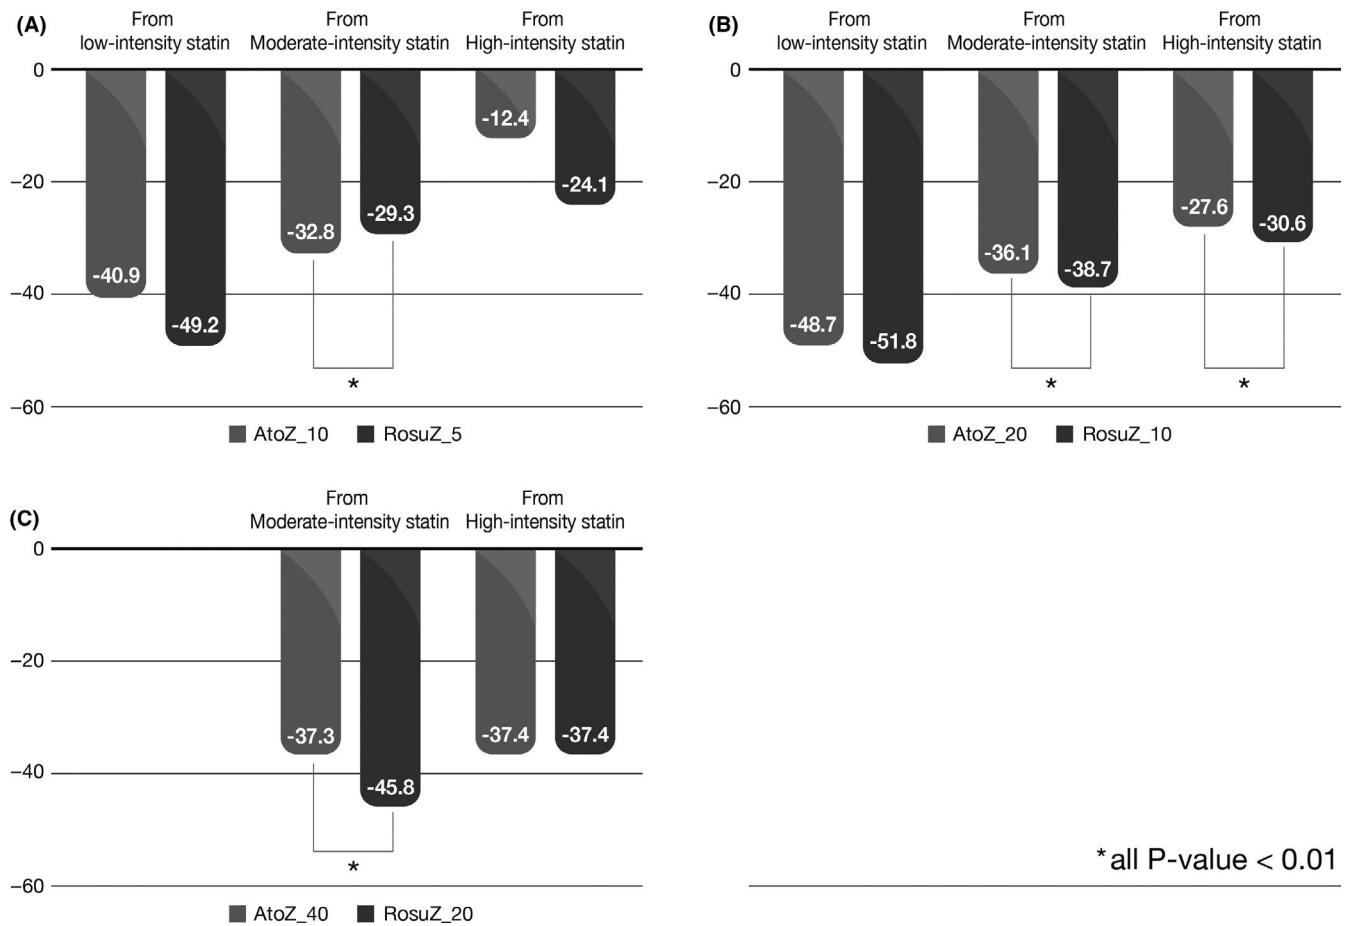 (A)
From
low-intensity statin
From
Moderate-intensity statin
From
High-intensity statin
0
–20
–40
–60
-40.9
-49.2
-32.8
-29.3
-12.4
-24.1
*
AtoZ_10
RosuZ_5
(B)
From
low-intensity statin
From
Moderate-intensity statin
From
High-intensity statin
0
–20
–40
–60
-48.7
-51.8
-36.1
-38.7
-27.6
-30.6
*
*
AtoZ_20
RosuZ_10
(C)
From
Moderate-intensity statin
From
High-intensity statin
0
–20
–40
–60
-37.3
-45.8
-37.4
-37.4
*
AtoZ_40
RosuZ_20
*all P-value < 0.01